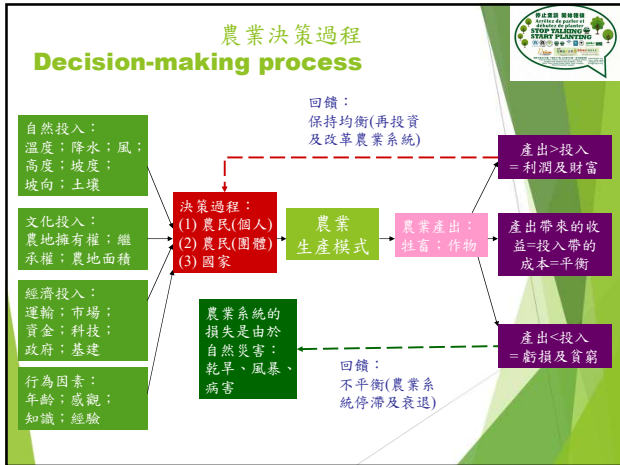 農業決策過程
Decision-making process
停止空談 開始種樹
Arrêtez de parler et
débutez de planter
STOP TALKING
START PLANTING
自然投入：
溫度；降水；風；
高度；坡度；
坡向；土壤
文化投入：
農地擁有權；繼
承權；農地面積
經濟投入：
運輸；市場；
資金；科技；
政府；基建
行為因素：
年齡；感觀；
知識；經驗
決策過程：
(1) 農民(個人)
(2) 農民(團體)
(3) 國家
農業
生產模式
農業產出：
牲畜；作物
回饋：
保持均衡(再投資
及改革農業系統)
產出>投入
= 利潤及財富
產出帶來的收
益=投入帶的
成本=平衡
產出<投入
=虧損及貧窮
農業系統的
損失是由於
自然災害：
乾旱、風暴、
病害
回饋：
不平衡(農業系
統停滯及衰退)